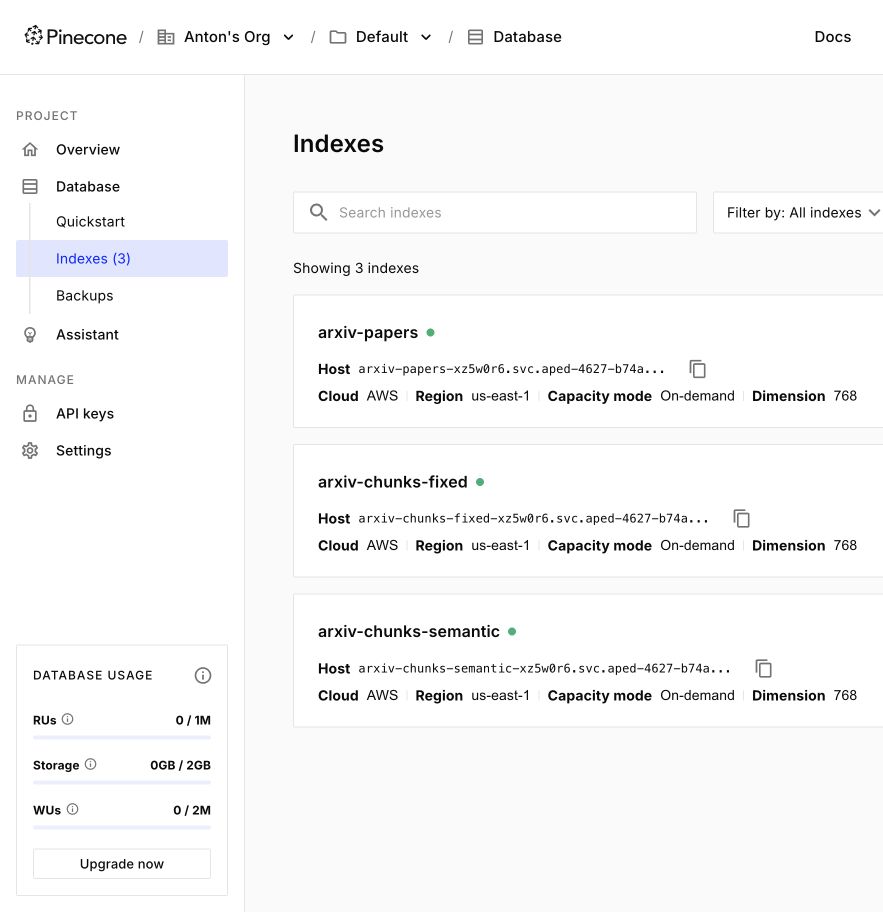 Pinecone / Anton's Org / Default / Database Docs
PROJECT
Overview
Database
Quickstart
Indexes (3)
Backups
Assistant
MANAGE
API keys
Settings
DATABASE USAGE
RUs 0 / 1M
Storage 0GB / 2GB
WUs 0 / 2M
Upgrade now
Indexes
Search indexes Filter by: All indexes
Showing 3 indexes
arxiv-papers
Host arxiv-papers-xz5w0r6.svc.aped-4627-b74a...
Cloud AWS Region us-east-1 Capacity mode On-demand Dimension 768
arxiv-chunks-fixed
Host arxiv-chunks-fixed-xz5w0r6.svc.aped-4627-b74a...
Cloud AWS Region us-east-1 Capacity mode On-demand Dimension 768
arxiv-chunks-semantic
Host arxiv-chunks-semantic-xz5w0r6.svc.aped-4627-b74a...
Cloud AWS Region us-east-1 Capacity mode On-demand Dimension 768